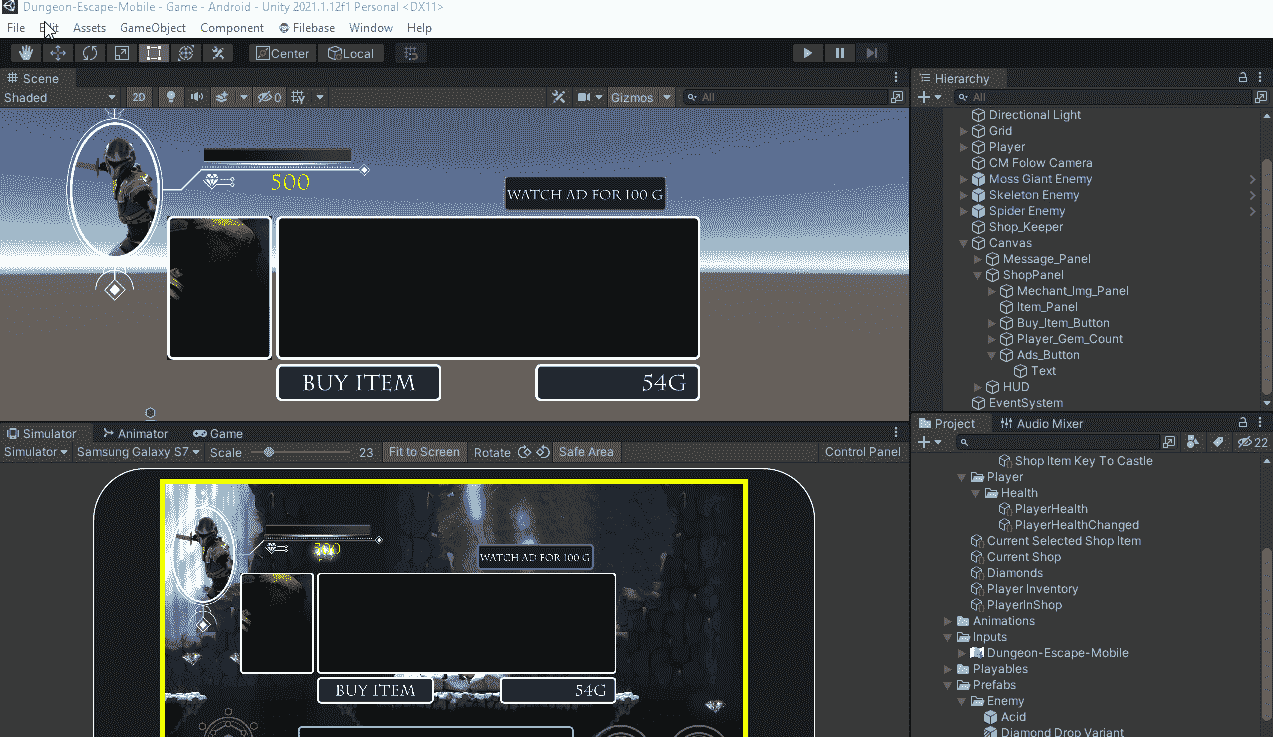 Dungeon-Escape-Mobile - Game - Android - Unity 2021.1.12f1 Personal <DX11>
File Edit Assets GameObject Component Filebase Window Help
Center Local
Scene
Shaded 2D 0 Gizmos All
500
WATCH AD FOR 100 G
BUY ITEM 54G
Simulator Animator Game
Simulator Samsung Galaxy S7 Scale 23 Fit to Screen Rotate Safe Area Control Panel
WATCH AD FOR 100 G
BUY ITEM 54G
Hierarchy
All
Directional Light
Grid
Player
CM Folow Camera
Moss Giant Enemy
Skeleton Enemy
Spider Enemy
Shop_Keeper
Canvas
Message_Panel
ShopPanel
Mechant_Img_Panel
Item_Panel
Buy_Item_Button
Player_Gem_Count
Ads_Button
Text
HUD
EventSystem
Project Audio Mixer
22
Shop Item Key To Castle
Player
Health
PlayerHealth
PlayerHealthChanged
Current Selected Shop Item
Current Shop
Diamonds
Player Inventory
PlayerInShop
Animations
Inputs
Dungeon-Escape-Mobile
Playables
Prefabs
Enemy
Acid
Diamond Drop Variant